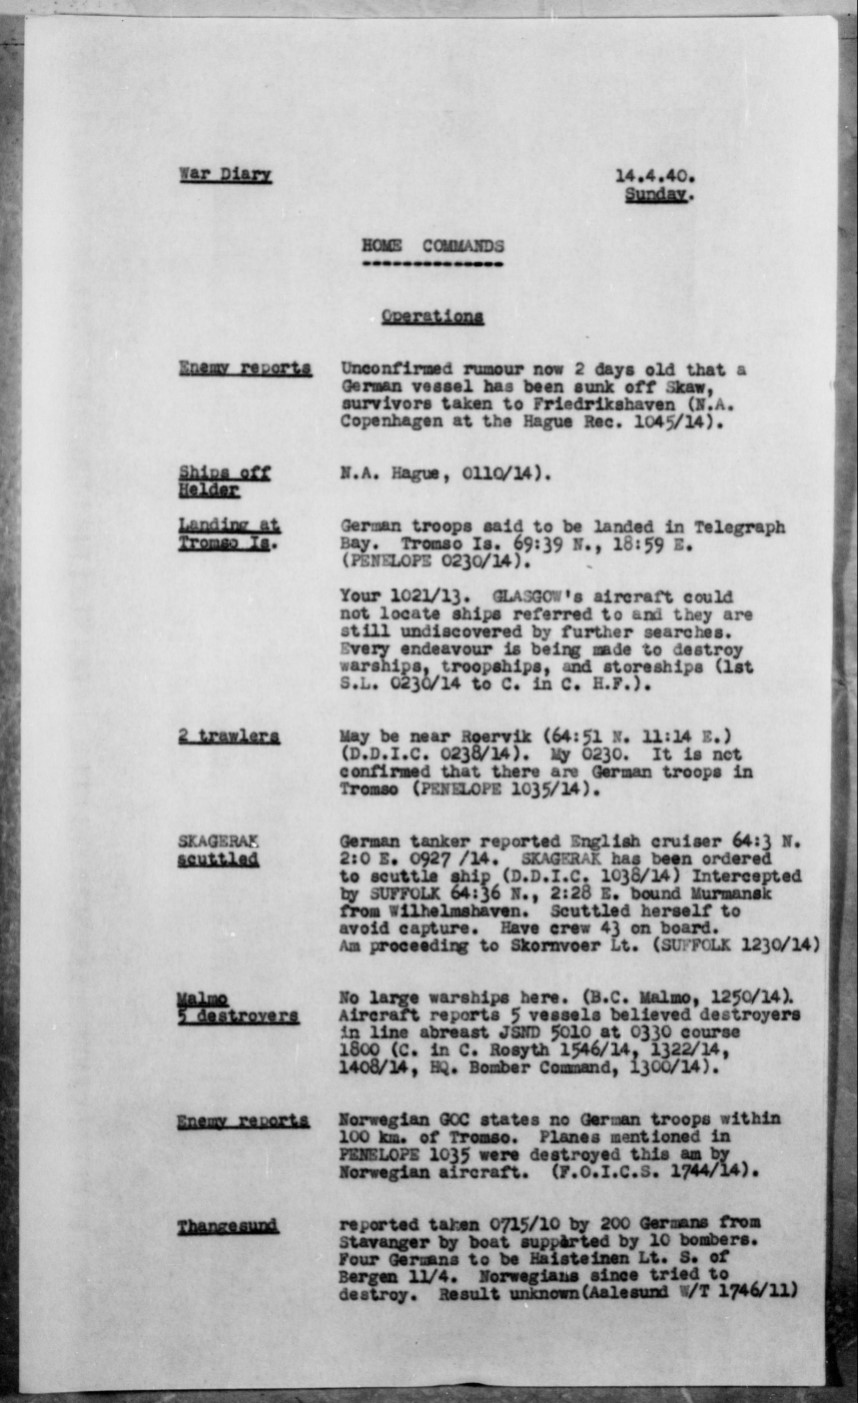 War Diary 14.4.40.
Sunday.
HOME COMMANDS
Operations
Enemy reports Unconfirmed rumour now 2 days old that a
German vessel has been sunk off Skaw,
survivors taken to Friedrikshaven (N.A.
Copenhagen at the Hague Rec. 1045/14).
Ships off N.A. Hague, 0110/14).
Helder
Landing at German troops said to be landed in Telegraph
Tromso Is. Bay. Tromso Is. 69:39 N., 18:59 E.
(PENELOPE 0230/14).
Your 1021/13. GLASGOW's aircraft could
not locate ships referred to and they are
still undiscovered by further searches.
Every endeavour is being made to destroy
warships, troopships, and storeships (1st
S.L. 0230/14 to C. in C. H.F.).
2 trawlers May be near Roervik (64:51 N. 11:14 E.)
(D.D.I.C. 0238/14). My 0230. It is not
confirmed that there are German troops in
Tromso (PENELOPE 1035/14).
SKAGERAK German tanker reported English cruiser 64:3 N.
scuttled 2:0 E. 0927 /14. SKAGERAK has been ordered
to scuttle ship (D.D.I.C. 1038/14) Intercepted
by SUFFOLK 64:36 N., 2:28 E. bound Murmansk
from Wilhelmshaven. Scuttled herself to
avoid capture. Have crew 43 on board.
Am proceeding to Skornvoer Lt. (SUFFOLK 1230/14)
Malmo No large warships here. (B.C. Malmo, 1250/14).
5 destroyers Aircraft reports 5 vessels believed destroyers
in line abreast JSND 5010 at 0330 course
1800 (C. in C. Rosyth 1546/14, 1322/14,
1408/14, HQ. Bomber Command, 1300/14).
Enemy reports Norwegian GOC states no German troops within
100 km. of Tromso. Planes mentioned in
PENELOPE 1035 were destroyed this am by
Norwegian aircraft. (F.O.I.C.S. 1744/14).
Thangesund reported taken 0715/10 by 200 Germans from
Stavanger by boat supported by 10 bombers.
Four Germans to be Haisteinen Lt. S. of
Bergen 11/4. Norwegians since tried to
destroy. Result unknown(Aalesund W/T 1746/11)